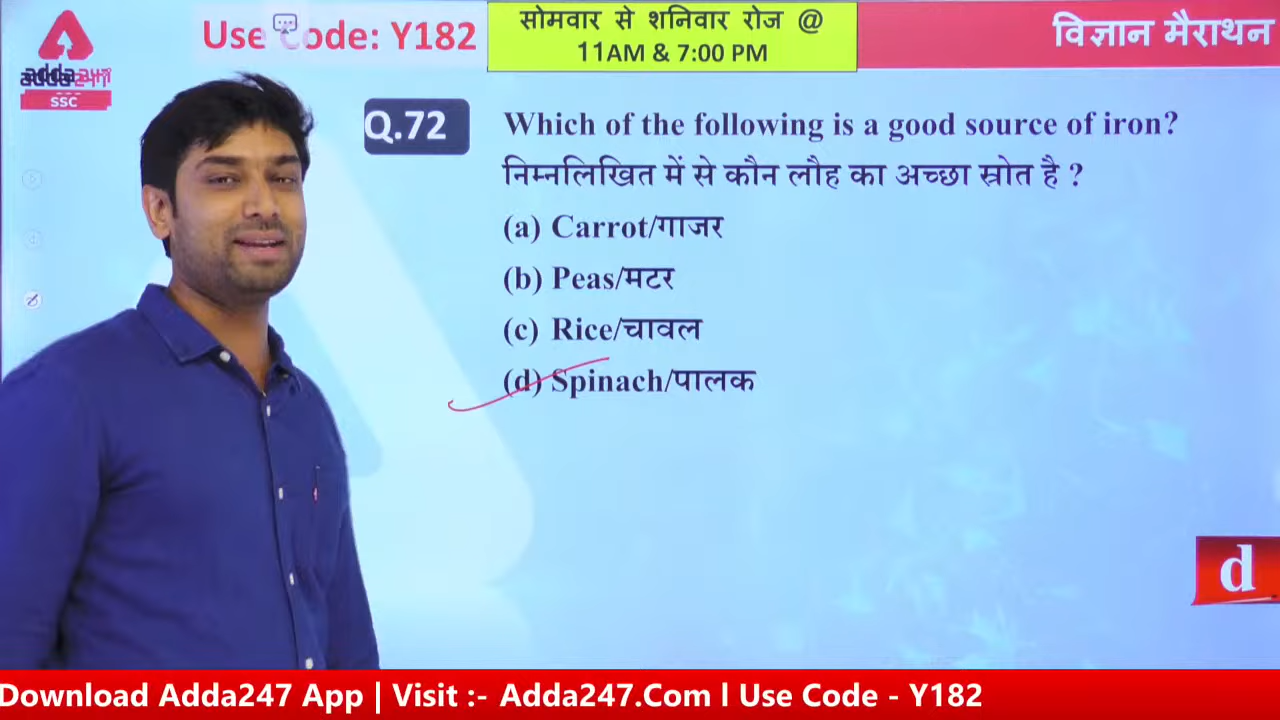 Use Code: Y182
सोमवार से शनिवार रोज @
11AM & 7:00 PM
विज्ञान मैराथन
adda247
SSC
Q.72
Which of the following is a good source of iron?
निम्नलिखित में से कौन लौह का अच्छा स्रोत है ?
(a) Carrot/गाजर
(b) Peas/मटर
(c) Rice/चावल
(d) Spinach/पालक
d
Download Adda247 App | Visit :- Adda247.Com l Use Code - Y182